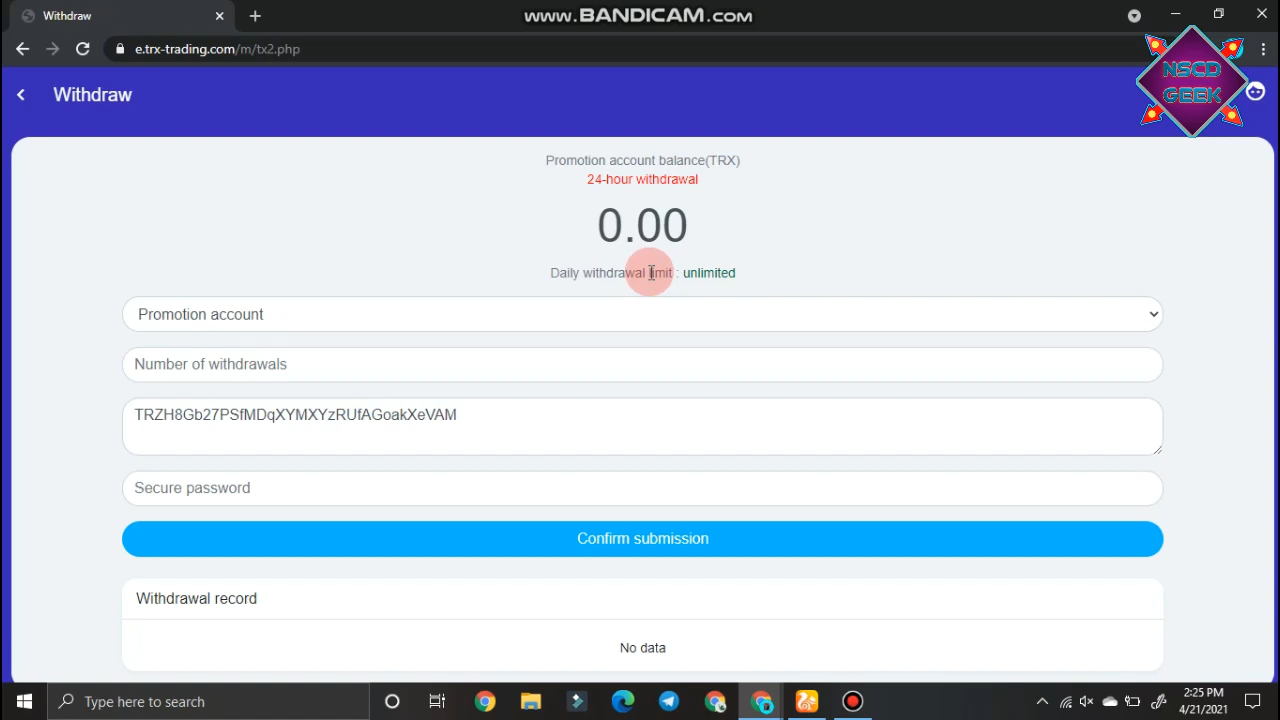 Withdraw
www.BANDICAM.com
e.trx-trading.com/m/tx2.php
NSCD
GEEK
Withdraw
Promotion account balance(TRX)
24-hour withdrawal
0.00
Daily withdrawal limit : unlimited
Promotion account
Number of withdrawals
TRZH8Gb27PSfMDqXYMXYzRUfAGoakXeVAM
Secure password
Confirm submission
Withdrawal record
No data
Type here to search
2:25 PM
4/21/2021